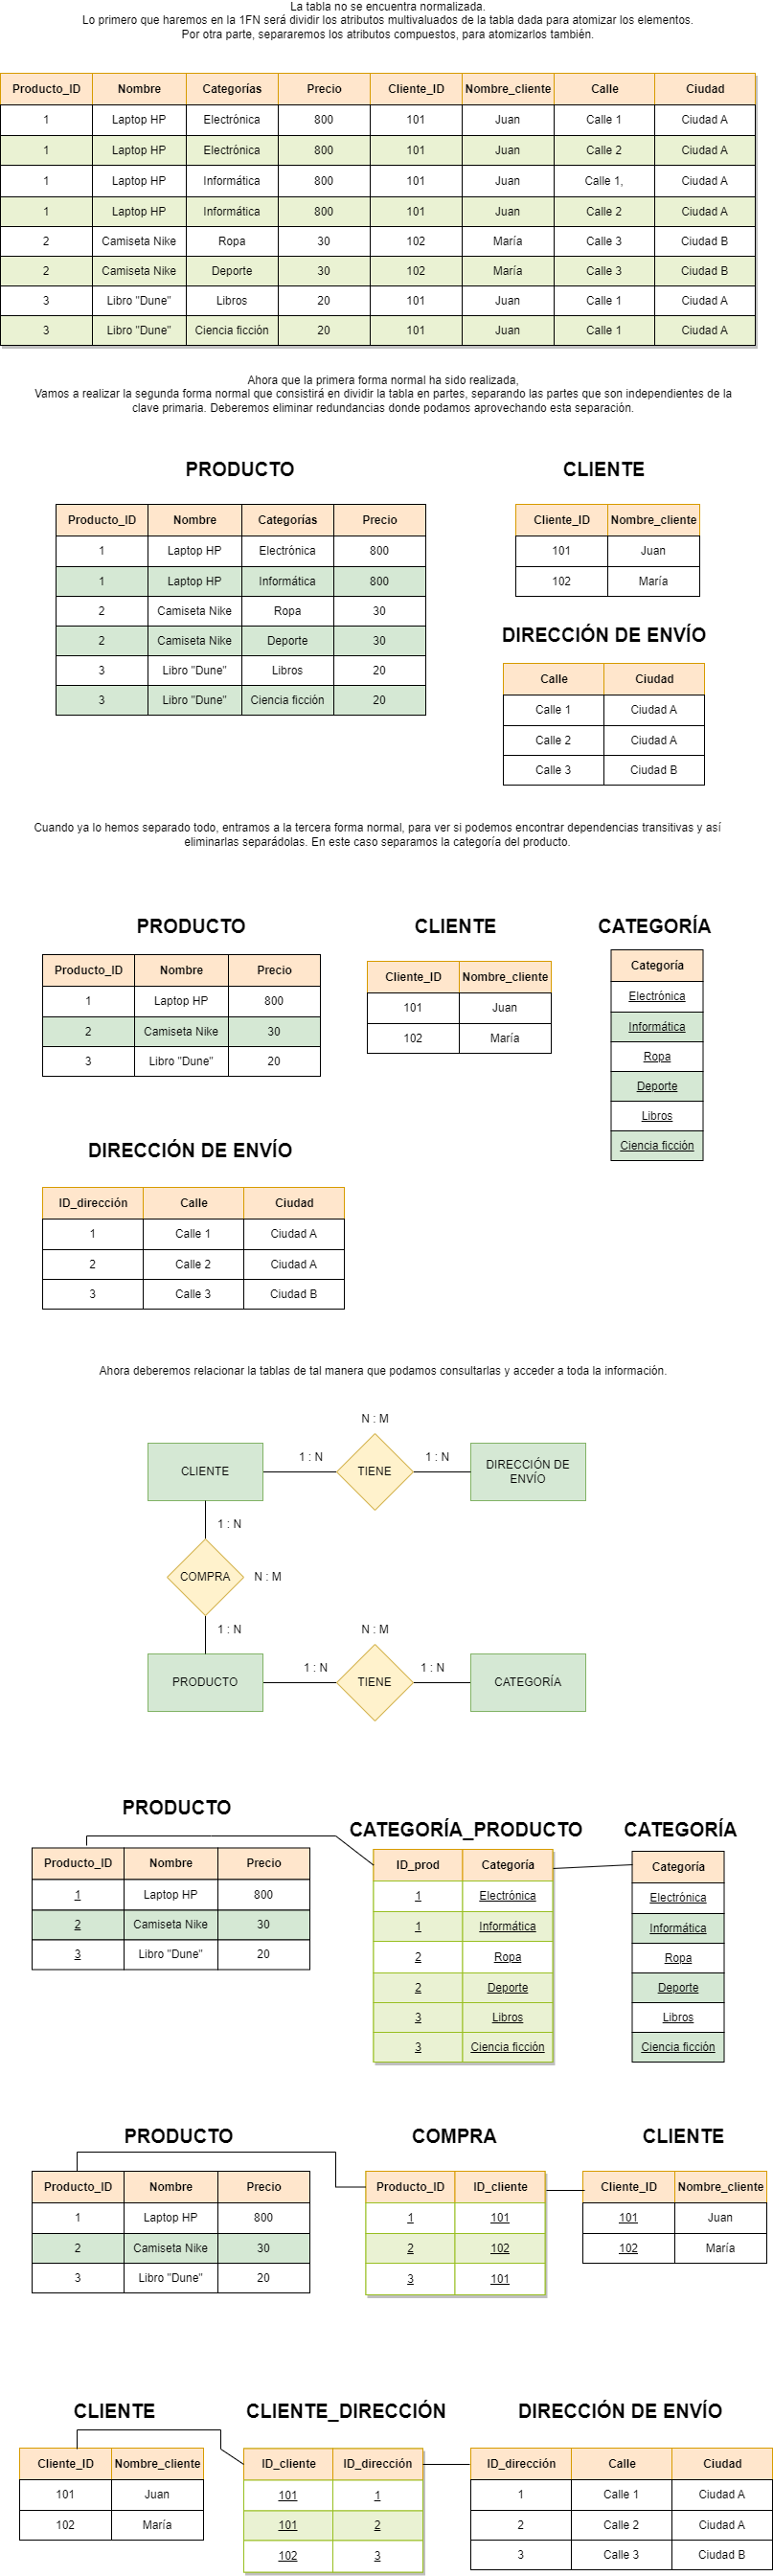 La tabla no se encuentra normalizada.
Lo primero que haremos en la 1FN será dividir los atributos multivaluados de la tabla dada para atomizar los elementos.
Por otra parte, separaremos los atributos compuestos, para atomizarlos también.
Producto_ID Nombre Categorías Precio Cliente_ID Nombre_cliente Calle Ciudad
1 Laptop HP Electrónica 800 101 Juan Calle 1 Ciudad A
1 Laptop HP Electrónica 800 101 Juan Calle 2 Ciudad A
1 Laptop HP Informática 800 101 Juan Calle 1, Ciudad A
1 Laptop HP Informática 800 101 Juan Calle 2 Ciudad A
2 Camiseta Nike Ropa 30 102 María Calle 3 Ciudad B
2 Camiseta Nike Deporte 30 102 María Calle 3 Ciudad B
3 Libro "Dune" Libros 20 101 Juan Calle 1 Ciudad A
3 Libro "Dune" Ciencia ficción 20 101 Juan Calle 1 Ciudad A
Ahora que la primera forma normal ha sido realizada,
Vamos a realizar la segunda forma normal que consistirá en dividir la tabla en partes, separando las partes que son independientes de la
clave primaria. Deberemos eliminar redundancias donde podamos aprovechando esta separación.
PRODUCTO
Producto_ID Nombre Categorías Precio
1 Laptop HP Electrónica 800
1 Laptop HP Informática 800
2 Camiseta Nike Ropa 30
2 Camiseta Nike Deporte 30
3 Libro "Dune" Libros 20
3 Libro "Dune" Ciencia ficción 20
CLIENTE
Cliente_ID Nombre_cliente
101 Juan
102 María
DIRECCIÓN DE ENVÍO
Calle Ciudad
Calle 1 Ciudad A
Calle 2 Ciudad A
Calle 3 Ciudad B
Cuando ya lo hemos separado todo, entramos a la tercera forma normal, para ver si podemos encontrar dependencias transitivas y así
eliminarlas separádolas. En este caso separamos la categoría del producto.
PRODUCTO
Producto_ID Nombre Precio
1 Laptop HP 800
2 Camiseta Nike 30
3 Libro "Dune" 20
CLIENTE
Cliente_ID Nombre_cliente
101 Juan
102 María
CATEGORÍA
Categoría
Electrónica
Informática
Ropa
Deporte
Libros
Ciencia ficción
DIRECCIÓN DE ENVÍO
ID_dirección Calle Ciudad
1 Calle 1 Ciudad A
2 Calle 2 Ciudad A
3 Calle 3 Ciudad B
Ahora deberemos relacionar la tablas de tal manera que podamos consultarlas y acceder a toda la información.
N : M
1 : N 1 : N
CLIENTE TIENE DIRECCIÓN DE
ENVÍO
1 : N
COMPRA N : M
1 : N N : M
1 : N 1 : N
PRODUCTO TIENE CATEGORÍA
PRODUCTO
Producto_ID Nombre Precio
1 Laptop HP 800
2 Camiseta Nike 30
3 Libro "Dune" 20
CATEGORÍA_PRODUCTO
ID_prod Categoría
1 Electrónica
1 Informática
2 Ropa
2 Deporte
3 Libros
3 Ciencia ficción
CATEGORÍA
Categoría
Electrónica
Informática
Ropa
Deporte
Libros
Ciencia ficción
PRODUCTO
Producto_ID Nombre Precio
1 Laptop HP 800
2 Camiseta Nike 30
3 Libro "Dune" 20
COMPRA
Producto_ID ID_cliente
1 101
2 102
3 101
CLIENTE
Cliente_ID Nombre_cliente
101 Juan
102 María
CLIENTE
Cliente_ID Nombre_cliente
101 Juan
102 María
CLIENTE_DIRECCIÓN
ID_cliente ID_dirección
101 1
101 2
102 3
DIRECCIÓN DE ENVÍO
ID_dirección Calle Ciudad
1 Calle 1 Ciudad A
2 Calle 2 Ciudad A
3 Calle 3 Ciudad B